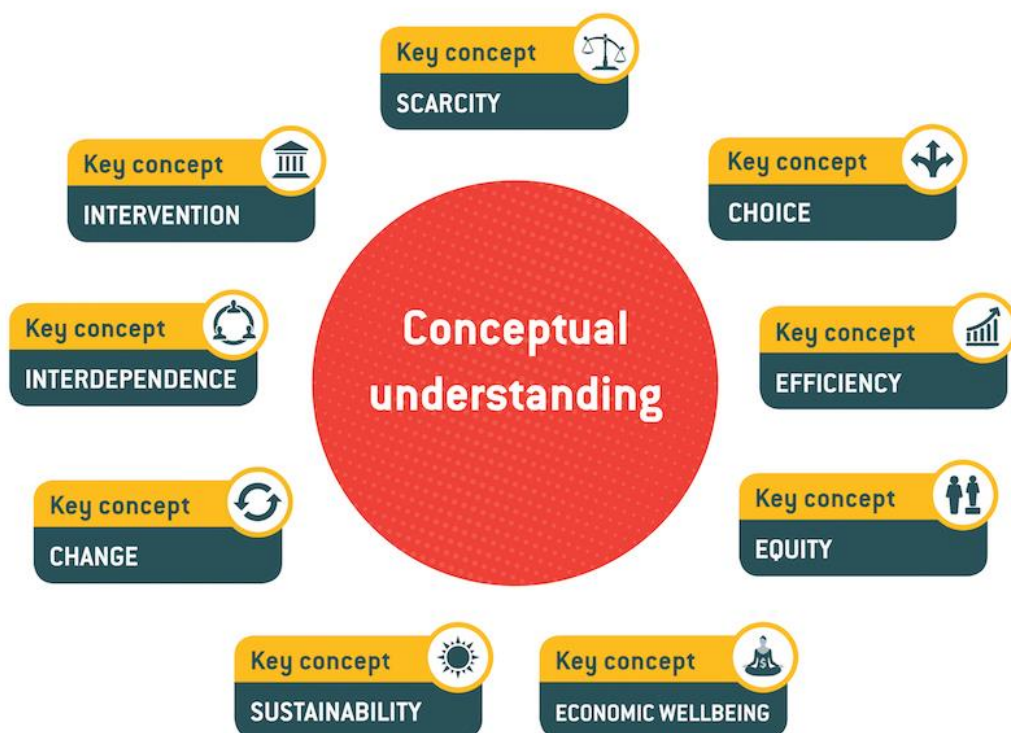 Key concept
SCARCITY
Key concept
INTERVENTION
Key concept
CHOICE
Key concept
INTERDEPENDENCE
Conceptual
understanding
Key concept
EFFICIENCY
Key concept
CHANGE
Key concept
EQUITY
Key concept
SUSTAINABILITY
Key concept
ECONOMIC WELLBEING
$